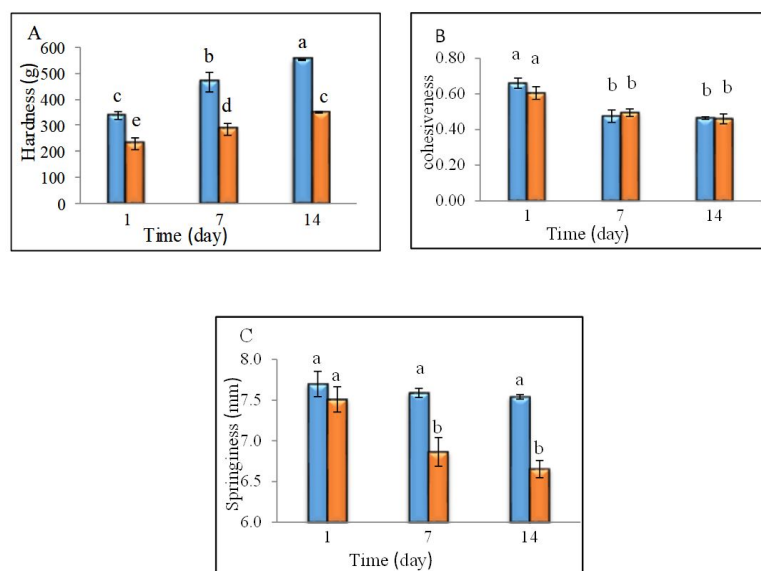 A
Hardness (g)
600
500
400
300
200
100
0
c
e
b
d
a
c
1
7
14
Time (day)
B
cohesiveness
0.80
0.60
0.40
0.20
0.00
a
a
b
b
b
b
1
7
14
Time (day)
C
Springiness (mm)
8.0
7.5
7.0
6.5
6.0
a
a
a
b
a
b
1
7
14
Time (day)